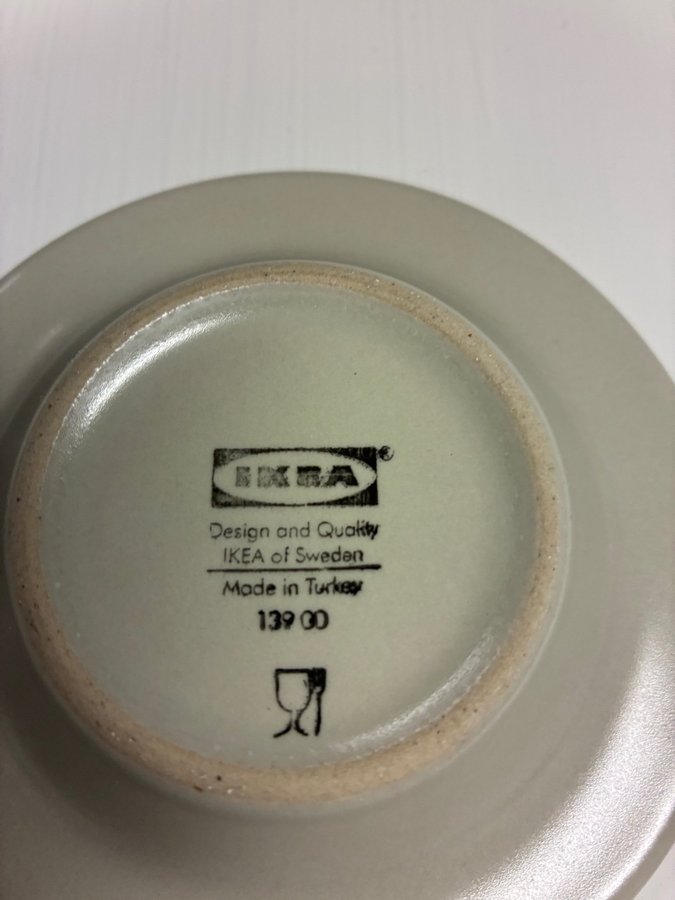 IKEA®
Design and Quality
IKEA of Sweden
Made in Turkey
139 00